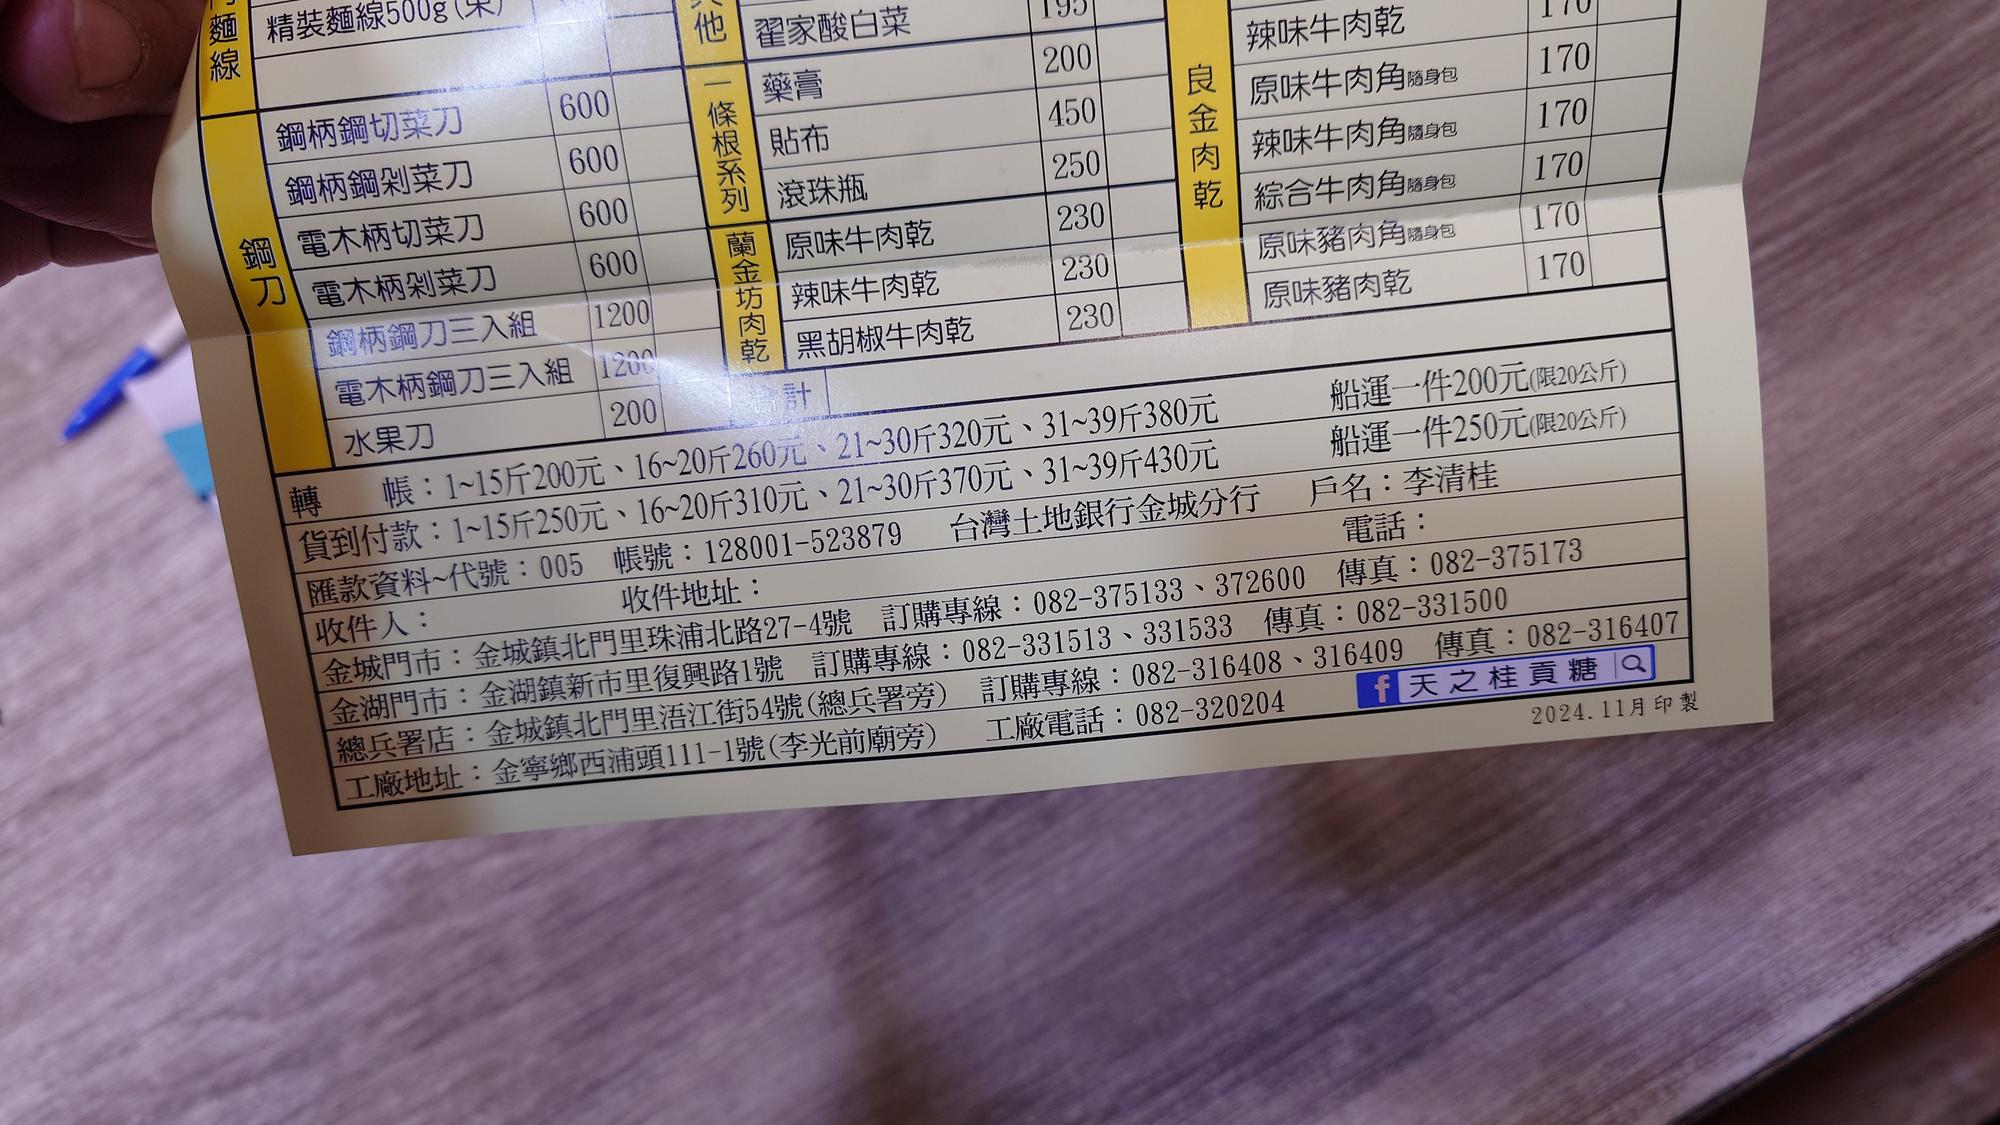 麵線
精裝麵線500g(束)
鋼刀
鋼柄鋼切菜刀 600
鋼柄鋼剁菜刀 600
電木柄切菜刀 600
電木柄剁菜刀 600
鋼柄鋼刀三入組 1200
電木柄鋼刀三入組 1200
水果刀 200
其他
翟家酸白菜 195
一條根系列
藥膏 200
貼布 450
滾珠瓶 250
蘭金坊肉乾
原味牛肉乾 230
辣味牛肉乾 230
黑胡椒牛肉乾 230
合計
良金肉乾
辣味牛肉乾 170
原味牛肉角隨身包 170
辣味牛肉角隨身包 170
綜合牛肉角隨身包 170
原味豬肉角隨身包 170
原味豬肉乾 170
轉 帳：1~15斤200元、16~20斤260元、21~30斤320元、31~39斤380元 船運一件200元(限20公斤)
貨到付款：1~15斤250元、16~20斤310元、21~30斤370元、31~39斤430元 船運一件250元(限20公斤)
匯款資料~代號：005 帳號：128001-523879 台灣土地銀行金城分行 戶名：李清桂
收件人： 收件地址： 電話：
金城門市：金城鎮北門里珠浦北路27-4號 訂購專線：082-375133、372600 傳真：082-375173
金湖門市：金湖鎮新市里復興路1號 訂購專線：082-331513、331533 傳真：082-331500
總兵署店：金城鎮北門里浯江街54號(總兵署旁) 訂購專線：082-316408、316409 傳真：082-316407
工廠地址：金寧鄉西浦頭111-1號(李光前廟旁) 工廠電話：082-320204
f 天之桂貢糖
2024.11月印製